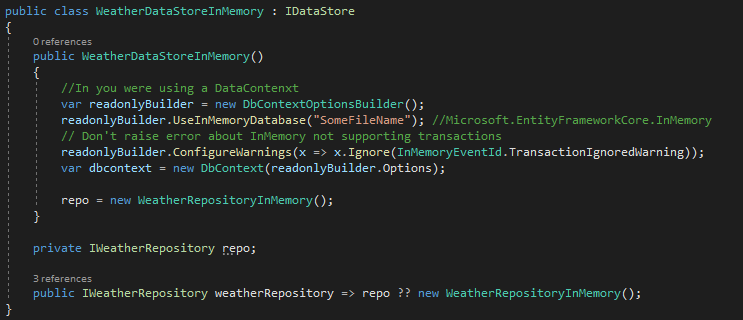 public class WeatherDataStoreInMemory : IDataStore
{
0 references
public WeatherDataStoreInMemory()
{
//In you were using a DataContenxt
var readonlyBuilder = new DbContextOptionsBuilder();
readonlyBuilder.UseInMemoryDatabase("SomeFileName"); //Microsoft.EntityFrameworkCore.InMemory
// Don't raise error about InMemory not supporting transactions
readonlyBuilder.ConfigureWarnings(x => x.Ignore(InMemoryEventId.TransactionIgnoredWarning));
var dbcontext = new DbContext(readonlyBuilder.Options);
repo = new WeatherRepositoryInMemory();
}
private IWeatherRepository repo;
3 references
public IWeatherRepository weatherRepository => repo ?? new WeatherRepositoryInMemory();
}